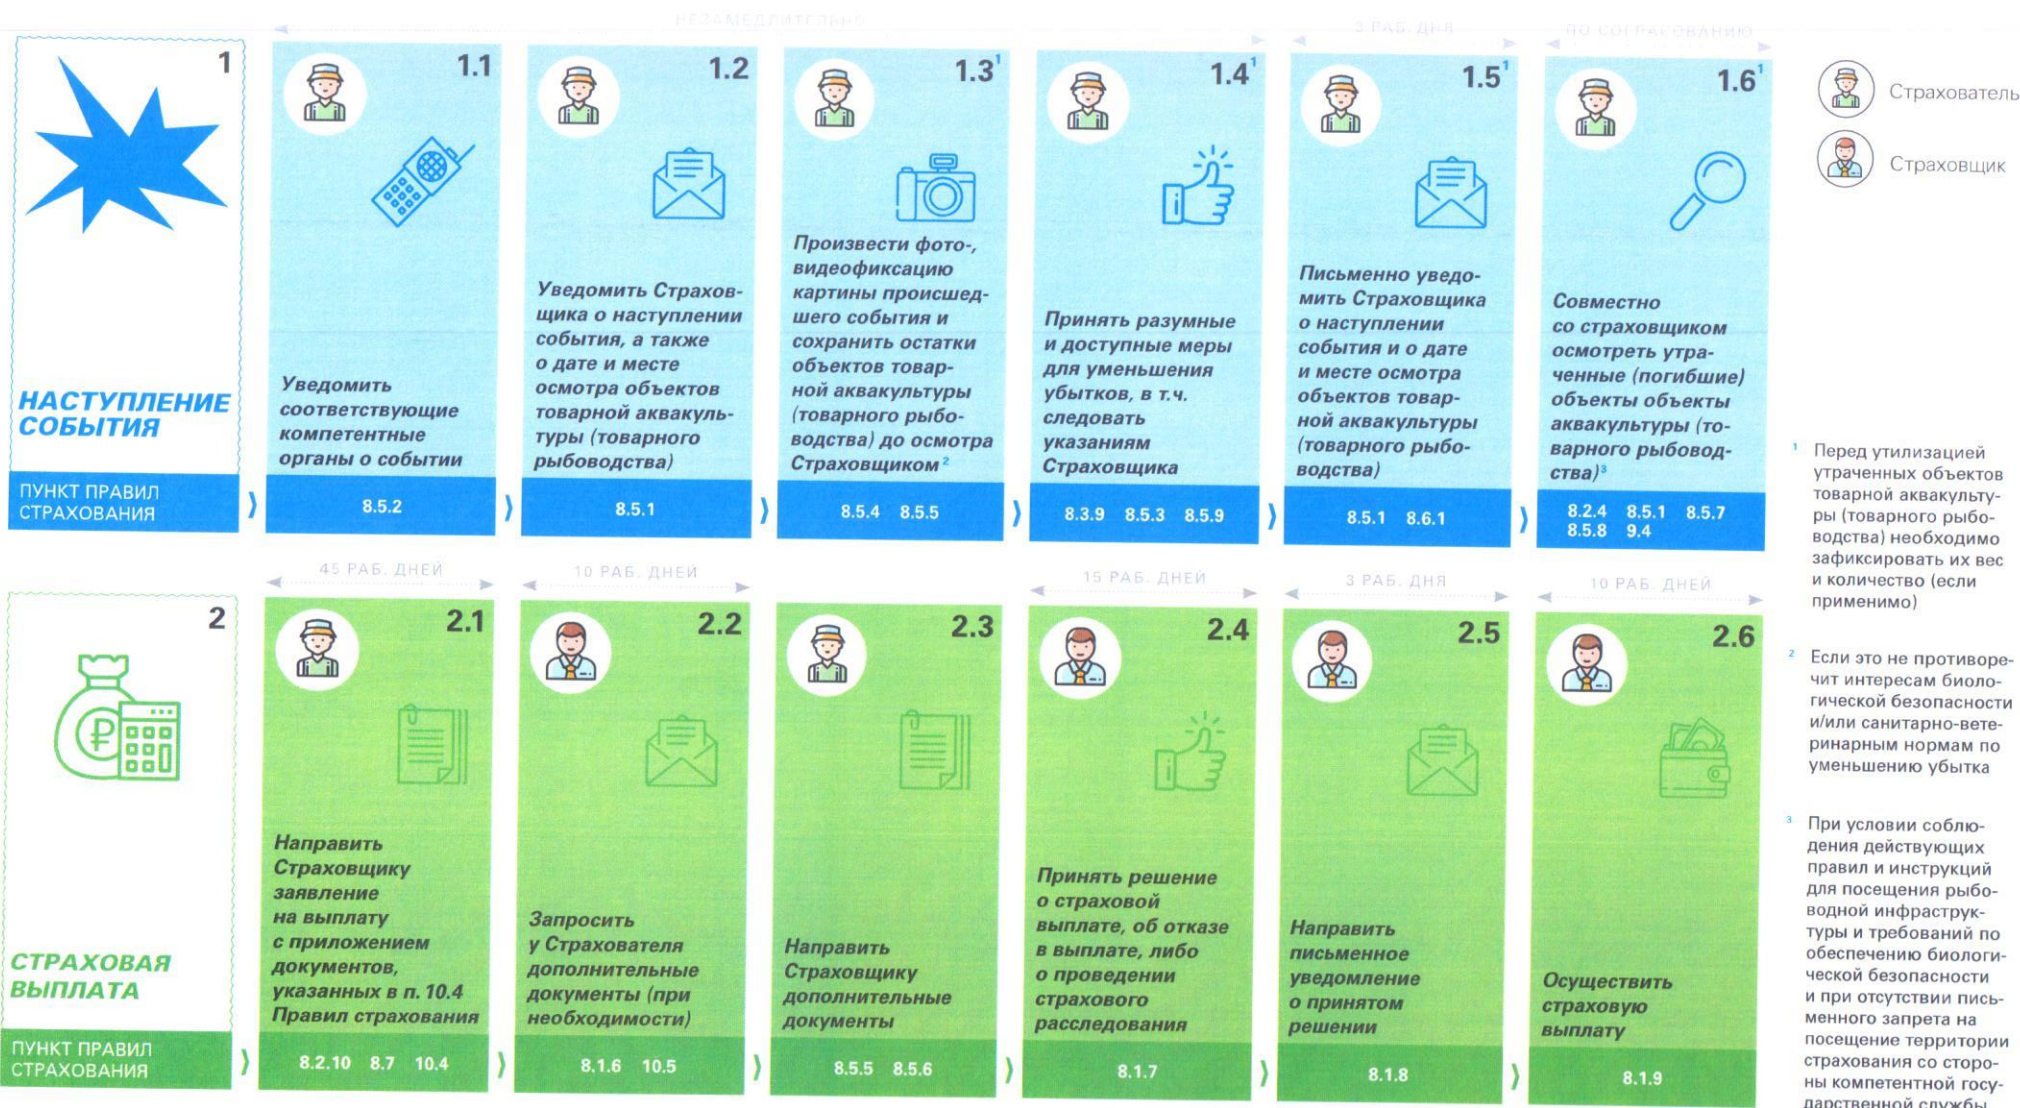 НЕЗАМЕДЛИТЕЛЬНО
3 РАБ. ДНЯ
ПО СОГЛАСОВАНИЮ
1
НАСТУПЛЕНИЕ
СОБЫТИЯ
ПУНКТ ПРАВИЛ
СТРАХОВАНИЯ
1.1
Уведомить
соответствующие
компетентные
органы о событии
8.5.2
1.2
Уведомить Страхов-
щика о наступлении
события, а также
о дате и месте
осмотра объектов
товарной аквакуль-
туры (товарного
рыбоводства)
8.5.1
1.3¹
Произвести фото-,
видеофиксацию
картины происшед-
шего события и
сохранить остатки
объектов товар-
ной аквакультуры
(товарного рыбо-
водства) до осмотра
Страховщиком²
8.5.4 8.5.5
1.4¹
Принять разумные
и доступные меры
для уменьшения
убытков, в т.ч.
следовать
указаниям
Страховщика
8.3.9 8.5.3 8.5.9
1.5¹
Письменно уведо-
мить Страховщика
о наступлении
события и о дате
и месте осмотра
объектов товар-
ной аквакультуры
(товарного рыбо-
водства)
8.5.1 8.6.1
1.6¹
Совместно
со страховщиком
осмотреть утра-
ченные (погибшие)
объекты объекты
аквакультуры (то-
варного рыбовод-
ства)³
8.2.4 8.5.1 8.5.7
8.5.8 9.4
Страхователь
Страховщик
45 РАБ. ДНЕЙ
10 РАБ. ДНЕЙ
15 РАБ. ДНЕЙ
3 РАБ. ДНЯ
10 РАБ. ДНЕЙ
2
СТРАХОВАЯ
ВЫПЛАТА
ПУНКТ ПРАВИЛ
СТРАХОВАНИЯ
2.1
Направить
Страховщику
заявление
на выплату
с приложением
документов,
указанных в п. 10.4
Правил страхования
8.2.10 8.7 10.4
2.2
Запросить
у Страхователя
дополнительные
документы (при
необходимости)
8.1.6 10.5
2.3
Направить
Страховщику
дополнительные
документы
8.5.5 8.5.6
2.4
Принять решение
о страховой
выплате, об отказе
в выплате, либо
о проведении
страхового
расследования
8.1.7
2.5
Направить
письменное
уведомление
о принятом
решении
8.1.8
2.6
Осуществить
страховую
выплату
8.1.9
¹ Перед утилизацией
утраченных объектов
товарной аквакульту-
ры (товарного рыбо-
водства) необходимо
зафиксировать их вес
и количество (если
применимо)
² Если это не противоре-
чит интересам биоло-
гической безопасности
и/или санитарно-вете-
ринарным нормам по
уменьшению убытка
³ При условии соблю-
дения действующих
правил и инструкций
для посещения рыбо-
водной инфраструк-
туры и требований по
обеспечению биологи-
ческой безопасности
и при отсутствии пись-
менного запрета на
посещение территории
страхования со сторо-
ны компетентной госу-
дарственной службы